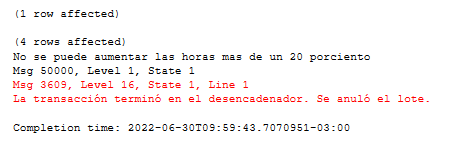 (1 row affected)
(4 rows affected)
No se puede aumentar las horas mas de un 20 porciento
Msg 50000, Level 1, State 1
Msg 3609, Level 16, State 1, Line 1
La transacción terminó en el desencadenador. Se anuló el lote.
Completion time: 2022-06-30T09:59:43.7070951-03:00